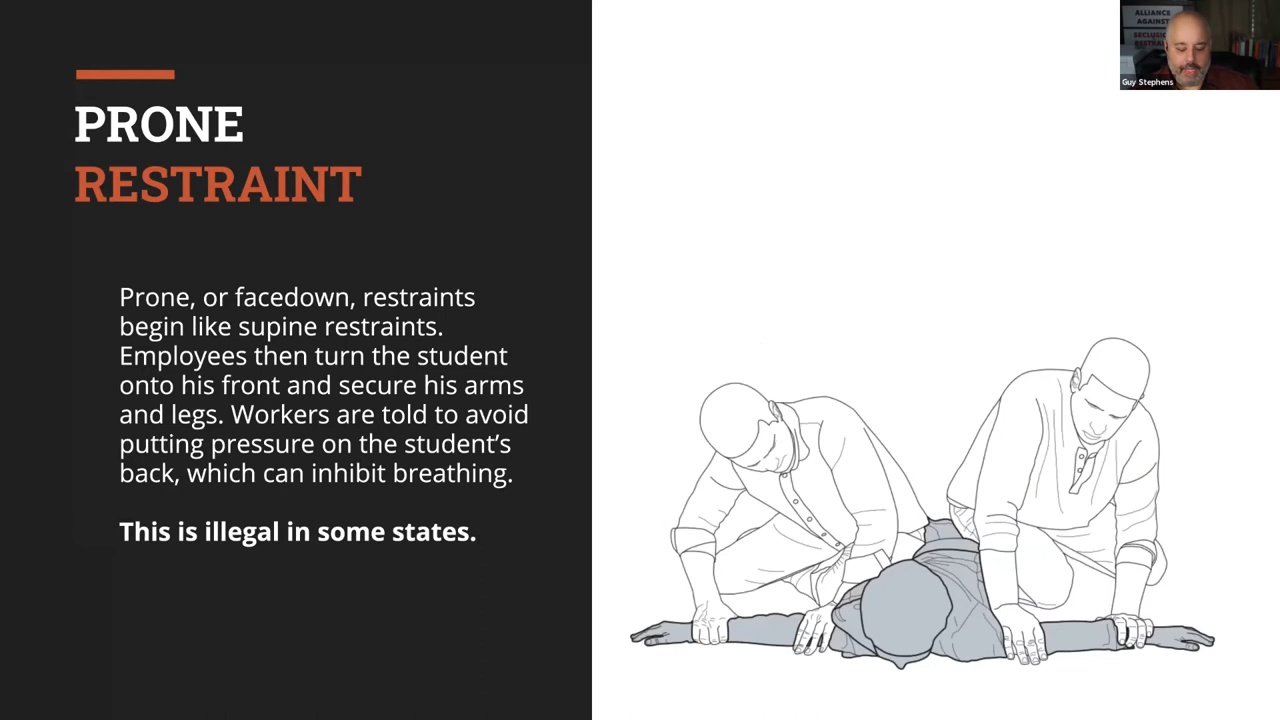 PRONE
RESTRAINT
Prone, or facedown, restraints
begin like supine restraints.
Employees then turn the student
onto his front and secure his arms
and legs. Workers are told to avoid
putting pressure on the student’s
back, which can inhibit breathing.
This is illegal in some states.
ALLIANCE
AGAINST
Guy Stephens